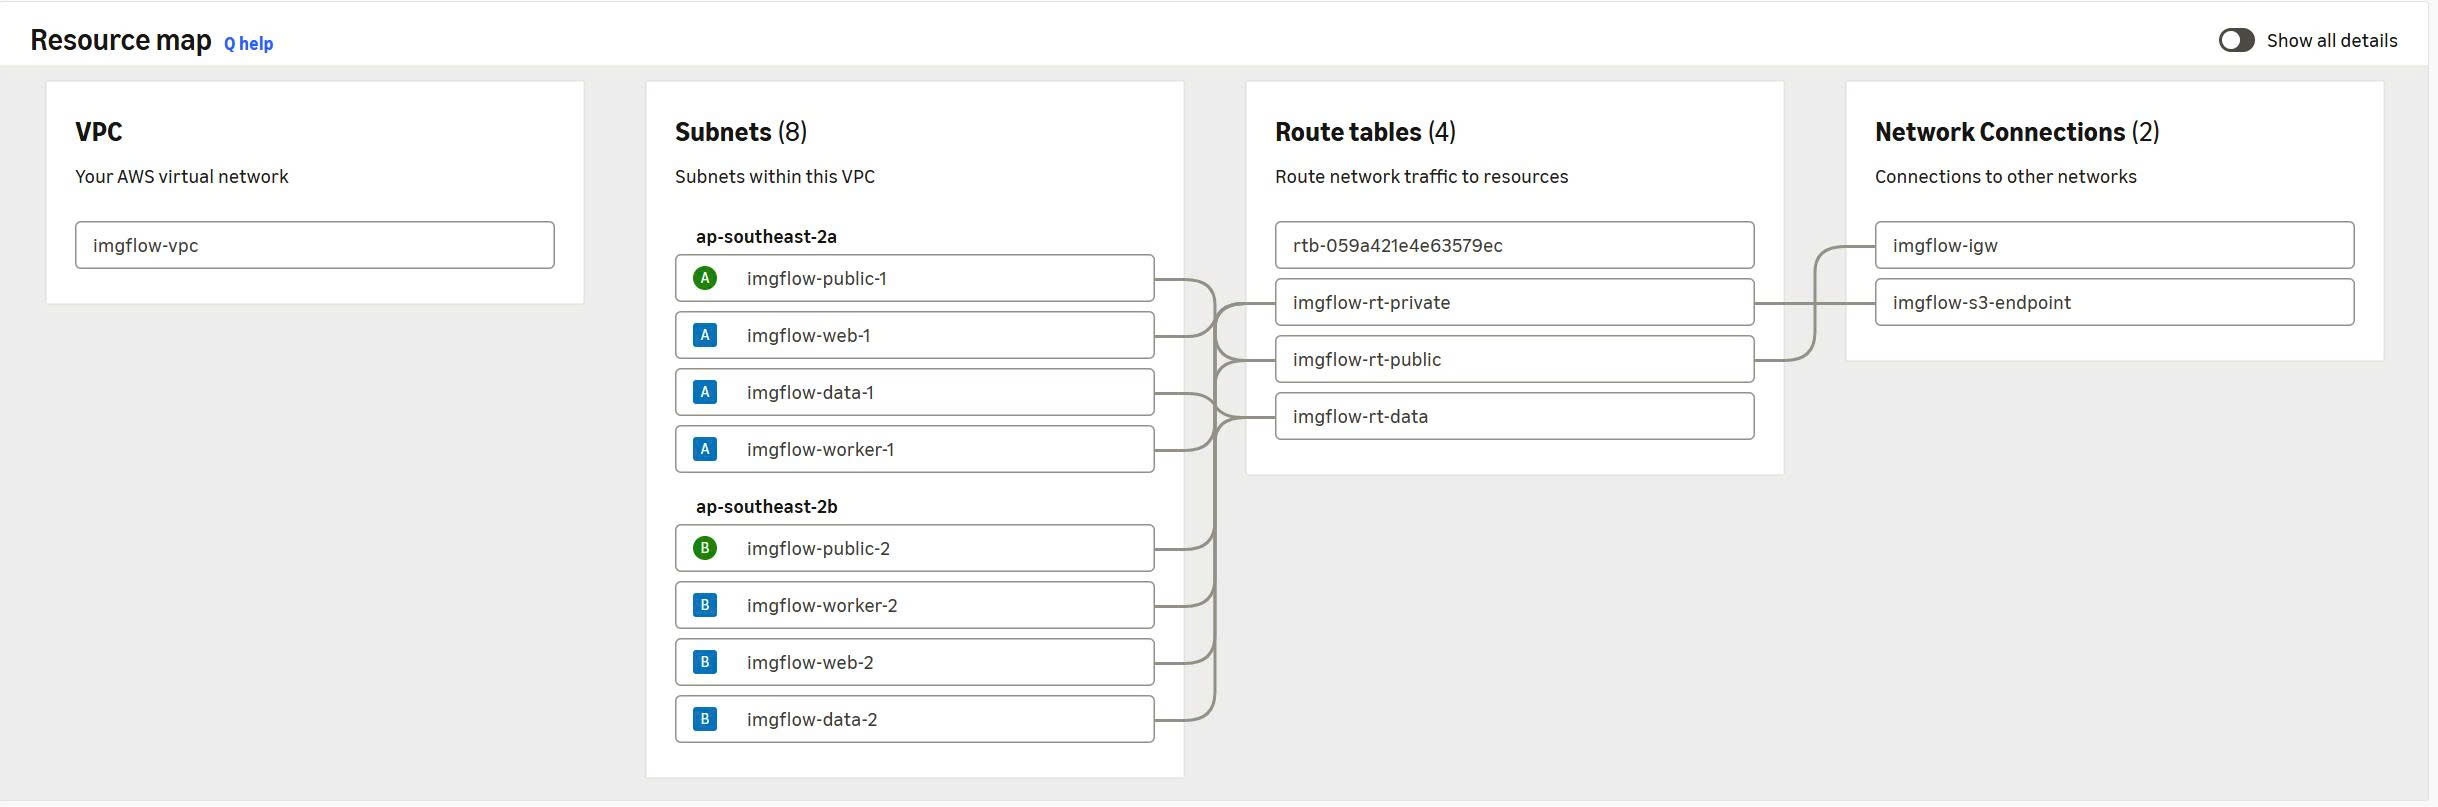 Resource map Q help
Show all details
VPC
Your AWS virtual network
imgflow-vpc
Subnets (8)
Subnets within this VPC
ap-southeast-2a
A imgflow-public-1
A imgflow-web-1
A imgflow-data-1
A imgflow-worker-1
ap-southeast-2b
B imgflow-public-2
B imgflow-worker-2
B imgflow-web-2
B imgflow-data-2
Route tables (4)
Route network traffic to resources
rtb-059a421e4e63579ec
imgflow-rt-private
imgflow-rt-public
imgflow-rt-data
Network Connections (2)
Connections to other networks
imgflow-igw
imgflow-s3-endpoint